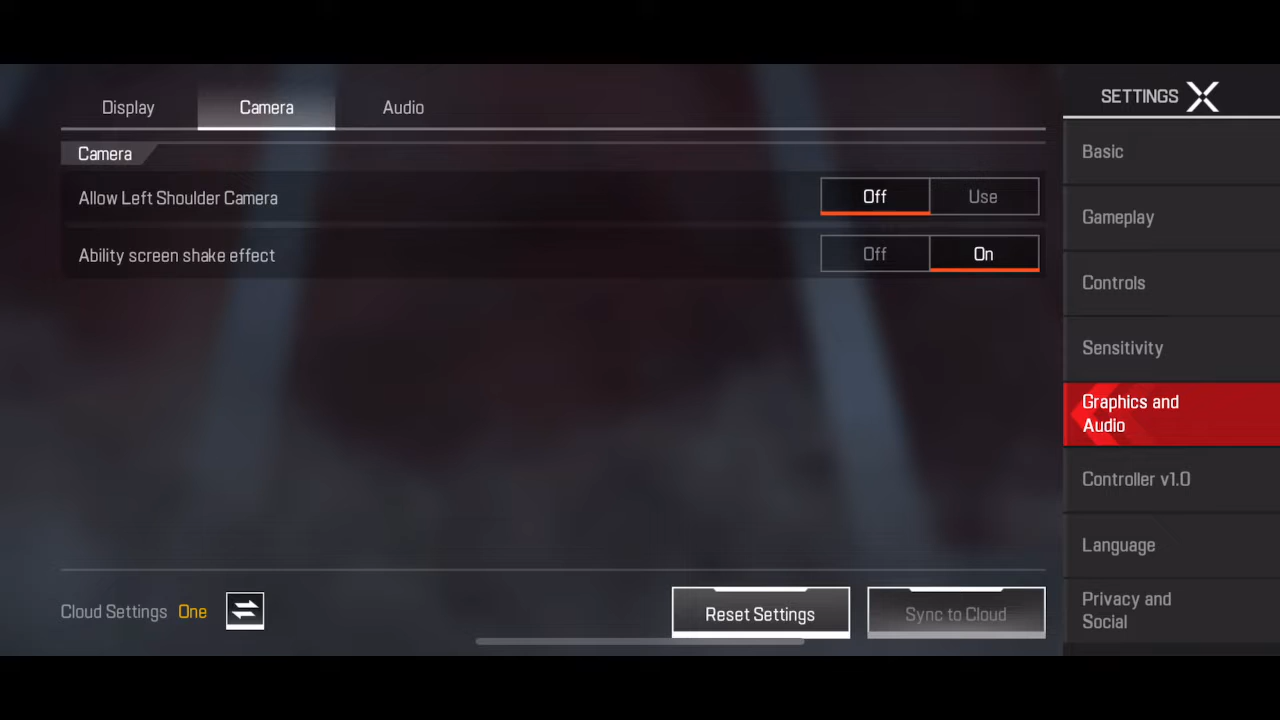 Display Camera Audio
SETTINGS
Camera
Allow Left Shoulder Camera Off Use
Ability screen shake effect Off On
Basic
Gameplay
Controls
Sensitivity
Graphics and
Audio
Controller v1.0
Language
Privacy and
Social
Cloud Settings One
Reset Settings
Sync to Cloud